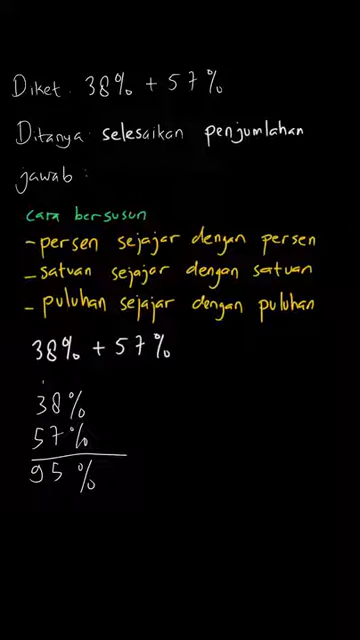 Diket 38% + 57%
Ditanya selesaikan penjumlahan
jawab :
cara bersusun
- persen sejajar dengan persen
- satuan sejajar dengan satuan
- puluhan sejajar dengan puluhan
38% + 57%
38%
57%
95 %